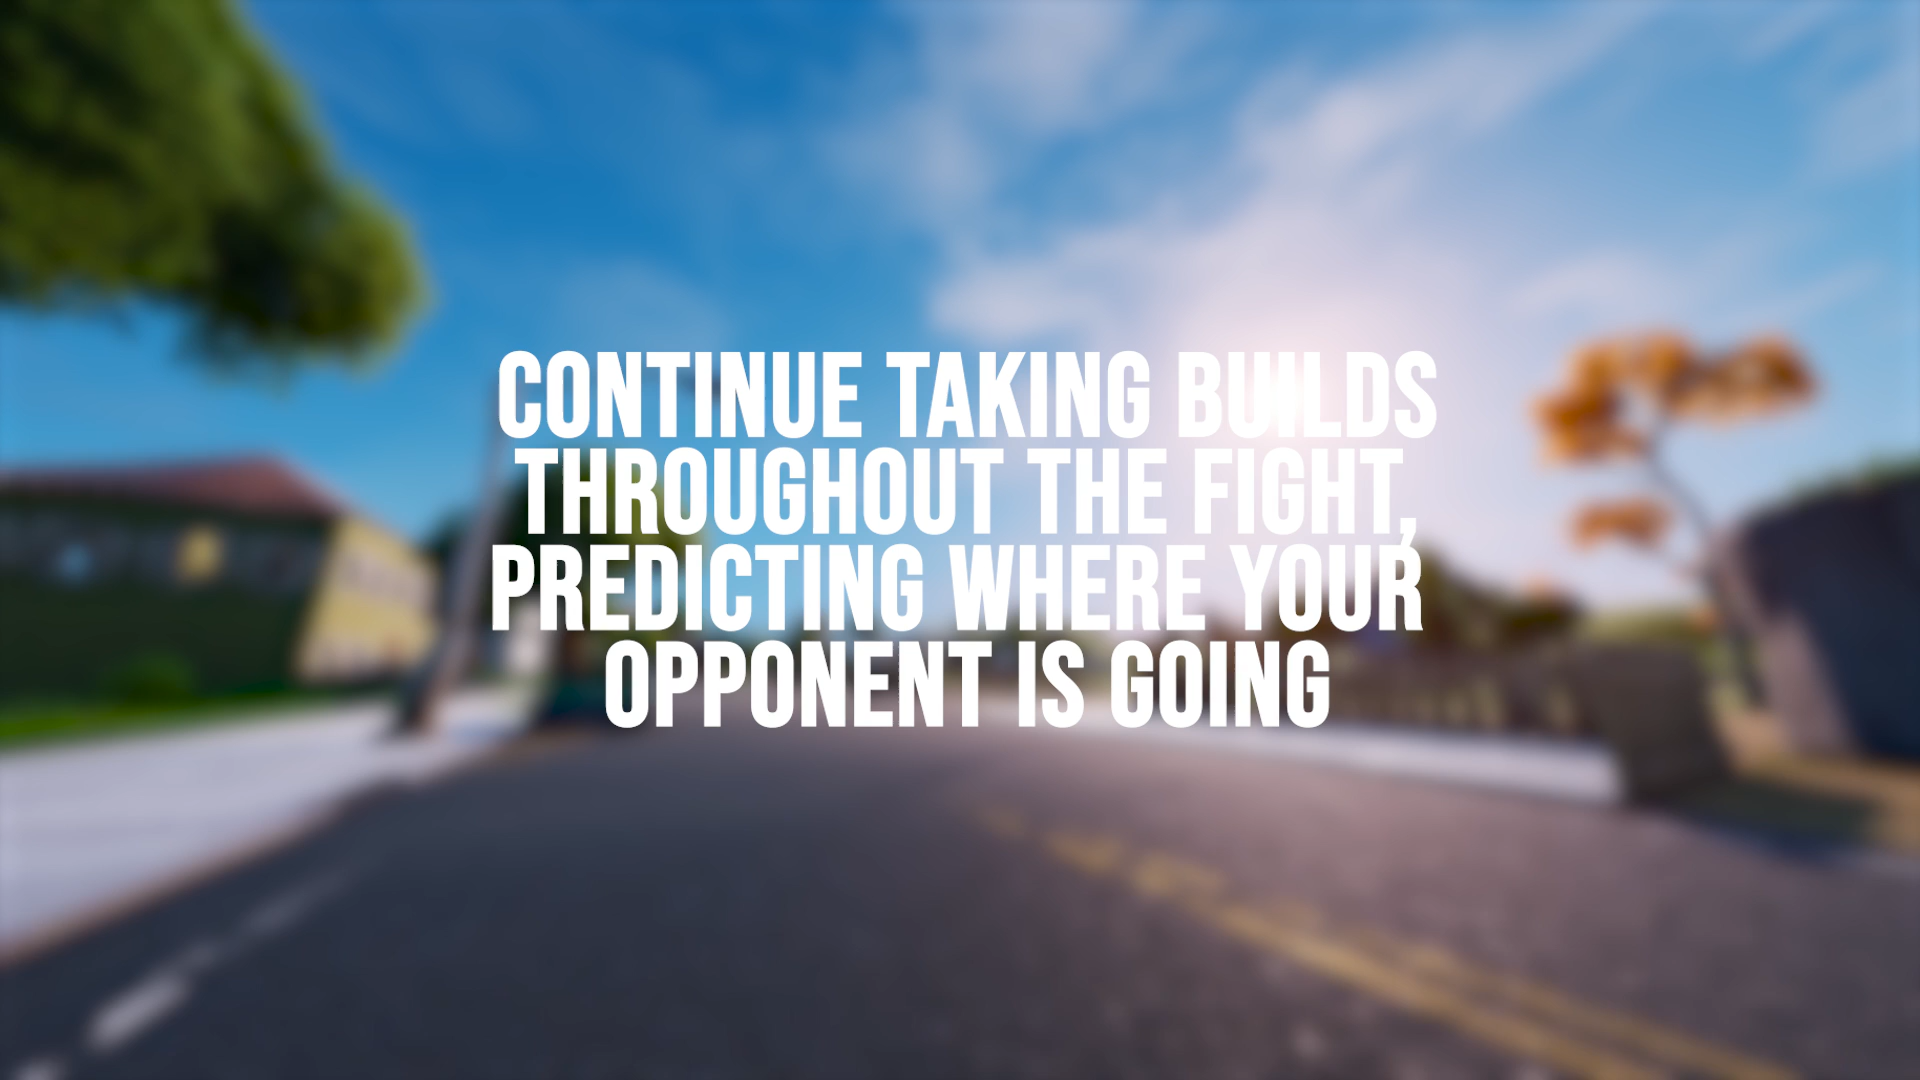 CONTINUE TAKING BUILDS
THROUGHOUT THE FIGHT,
PREDICTING WHERE YOUR
OPPONENT IS GOING